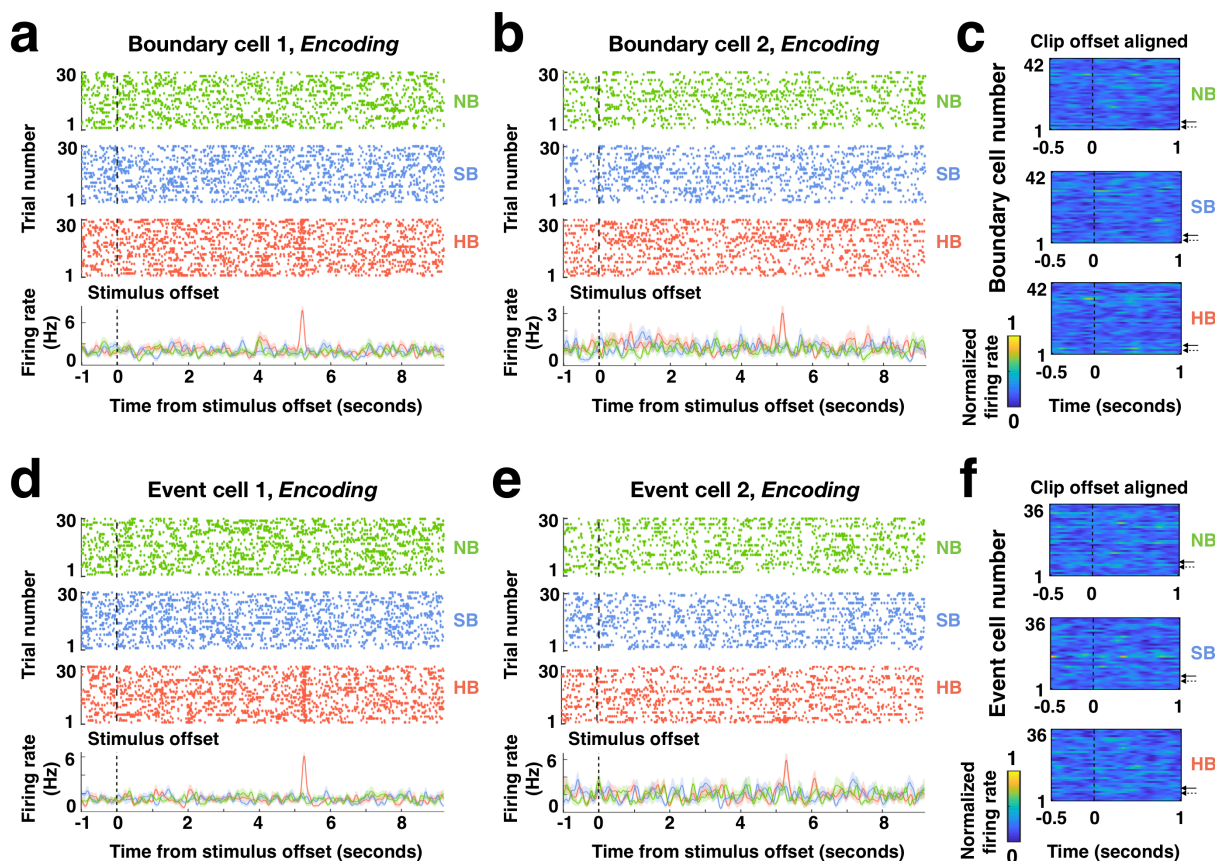 a
Boundary cell 1, Encoding
Trial number
30
1
NB
30
1
SB
30
1
HB
Stimulus offset
Firing rate
(Hz)
6
0
-1 0 2 4 6 8
Time from stimulus offset (seconds)
b
Boundary cell 2, Encoding
Trial number
30
1
NB
30
1
SB
30
1
HB
Stimulus offset
Firing rate
(Hz)
3
0
-1 0 2 4 6 8
Time from stimulus offset (seconds)
c
Clip offset aligned
Boundary cell number
42
1
NB
-0.5 0 1
42
1
SB
-0.5 0 1
42
1
HB
-0.5 0 1
Normalized
firing rate
1
0
Time (seconds)
d
Event cell 1, Encoding
Trial number
30
1
NB
30
1
SB
30
1
HB
Stimulus offset
Firing rate
(Hz)
6
0
-1 0 2 4 6 8
Time from stimulus offset (seconds)
e
Event cell 2, Encoding
Trial number
30
1
NB
30
1
SB
30
1
HB
Stimulus offset
Firing rate
(Hz)
6
0
-1 0 2 4 6 8
Time from stimulus offset (seconds)
f
Clip offset aligned
Event cell number
36
1
NB
-0.5 0 1
36
1
SB
-0.5 0 1
36
1
HB
-0.5 0 1
Normalized
firing rate
1
0
Time (seconds)